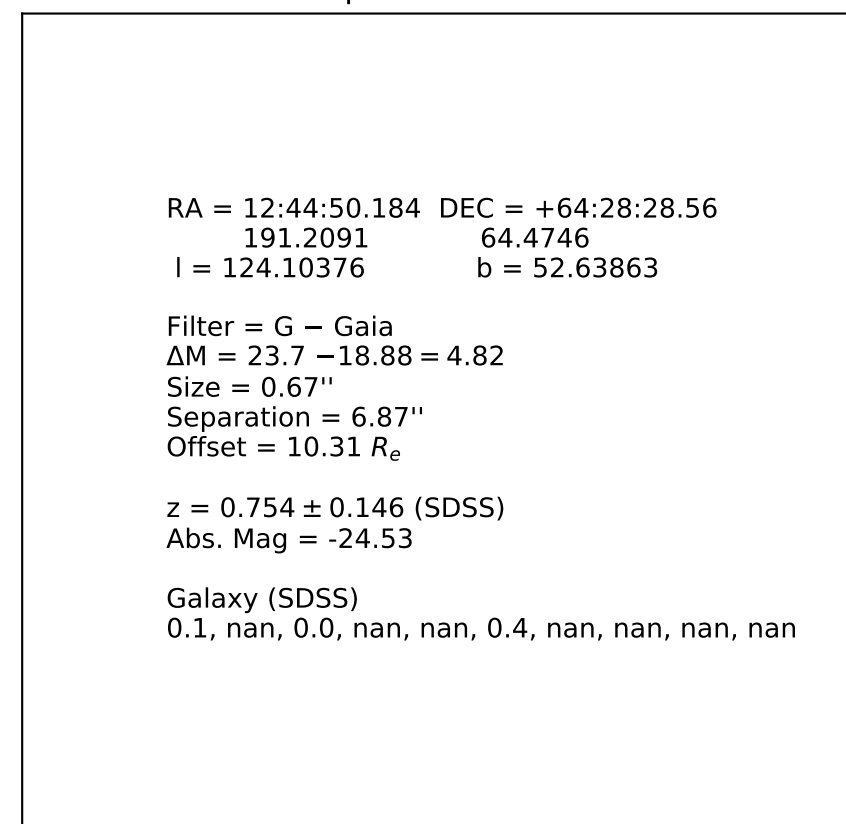 RA = 12:44:50.184 DEC = +64:28:28.56
191.2091 64.4746
l = 124.10376 b = 52.63863
Filter = G − Gaia
ΔM = 23.7 −18.88 = 4.82
Size = 0.67''
Separation = 6.87''
Offset = 10.31 Rₑ
z = 0.754 ± 0.146 (SDSS)
Abs. Mag = -24.53
Galaxy (SDSS)
0.1, nan, 0.0, nan, nan, 0.4, nan, nan, nan, nan